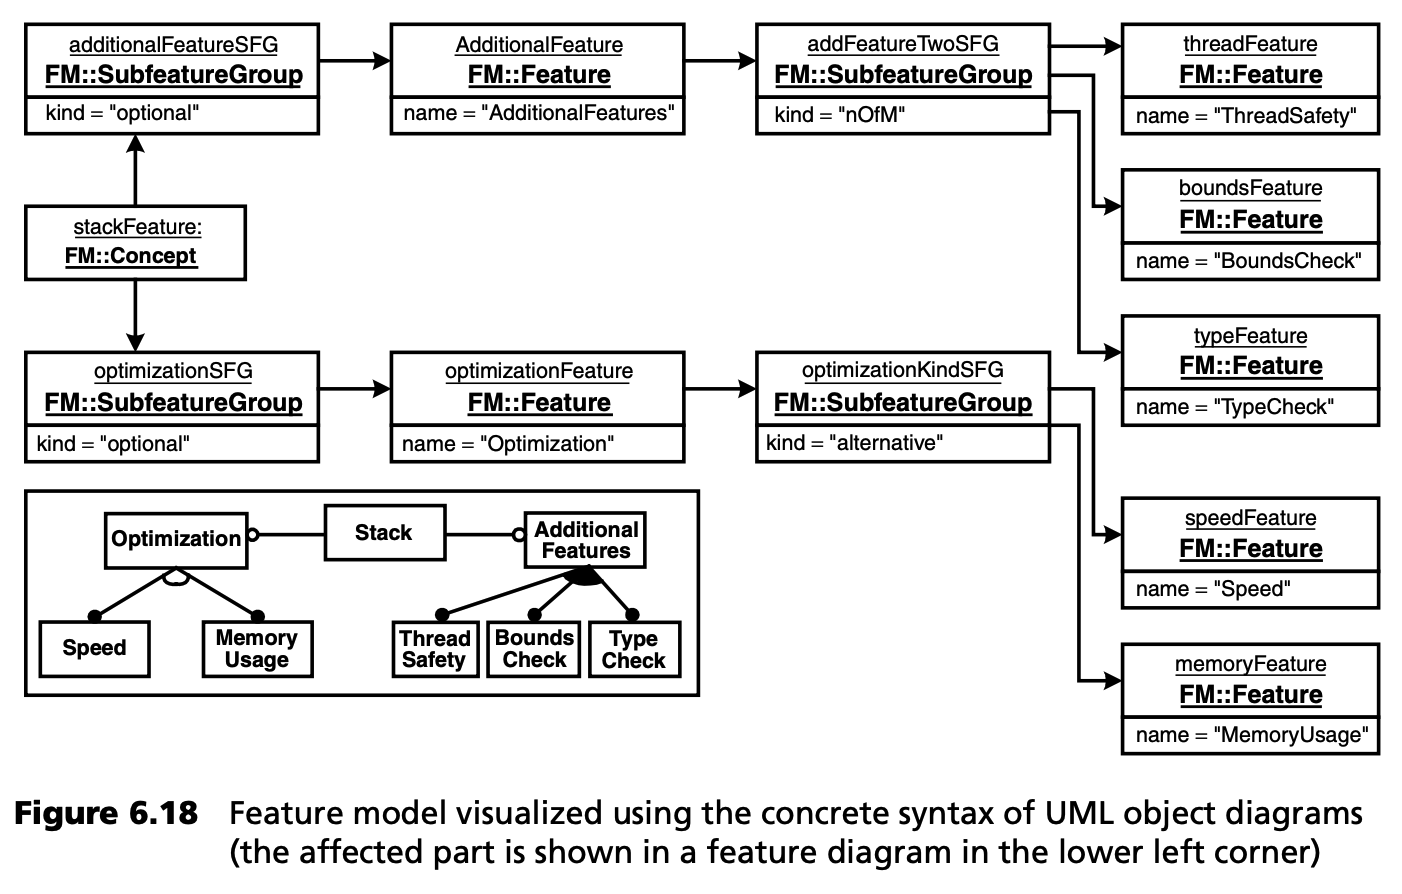 additionalFeatureSFG
FM::SubfeatureGroup
kind = "optional"
AdditionalFeature
FM::Feature
name = "AdditionalFeatures"
addFeatureTwoSFG
FM::SubfeatureGroup
kind = "nOfM"
threadFeature
FM::Feature
name = "ThreadSafety"
boundsFeature
FM::Feature
name = "BoundsCheck"
stackFeature:
FM::Concept
typeFeature
FM::Feature
name = "TypeCheck"
optimizationSFG
FM::SubfeatureGroup
kind = "optional"
optimizationFeature
FM::Feature
name = "Optimization"
optimizationKindSFG
FM::SubfeatureGroup
kind = "alternative"
speedFeature
FM::Feature
name = "Speed"
memoryFeature
FM::Feature
name = "MemoryUsage"
Optimization
Stack
Additional
Features
Speed
Memory
Usage
Thread
Safety
Bounds
Check
Type
Check
Figure 6.18 Feature model visualized using the concrete syntax of UML object diagrams
(the affected part is shown in a feature diagram in the lower left corner)